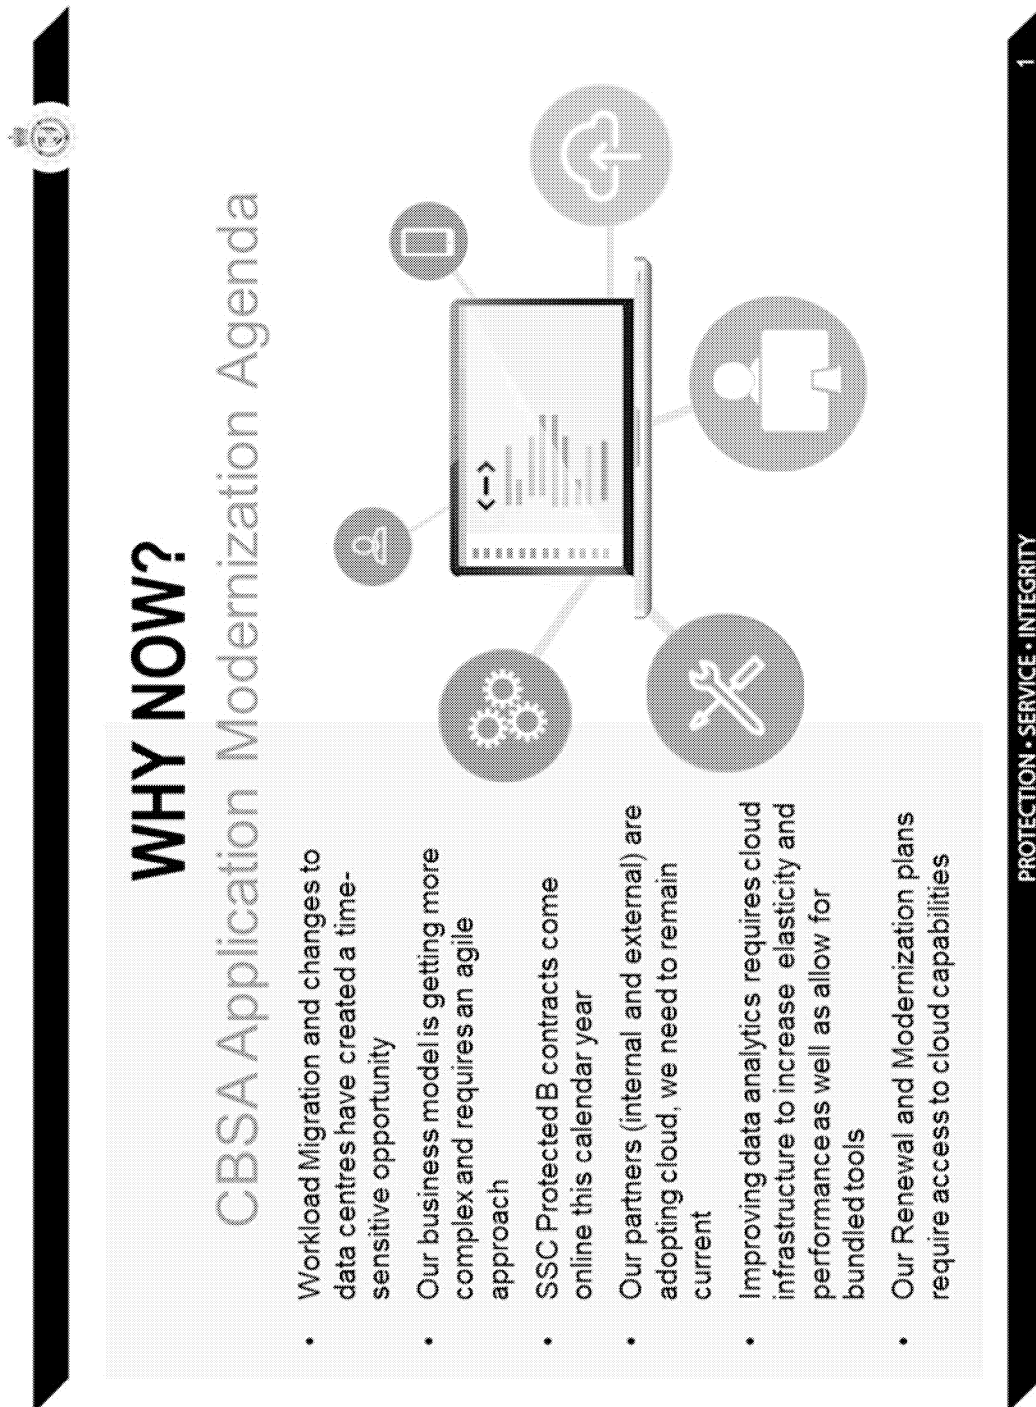 WHY NOW?
CBSA Application Modernization Agenda
• Workload Migration and changes to
data centres have created a time-
sensitive opportunity
• Our business model is getting more
complex and requires an agile
approach
• SSC Protected B contracts come
online this calendar year
• Our partners (internal and external) are
adopting cloud, we need to remain
current
• Improving data analytics requires cloud
infrastructure to increase elasticity and
performance as well as allow for
bundled tools
• Our Renewal and Modernization plans
require access to cloud capabilities
PROTECTION • SERVICE • INTEGRITY
1